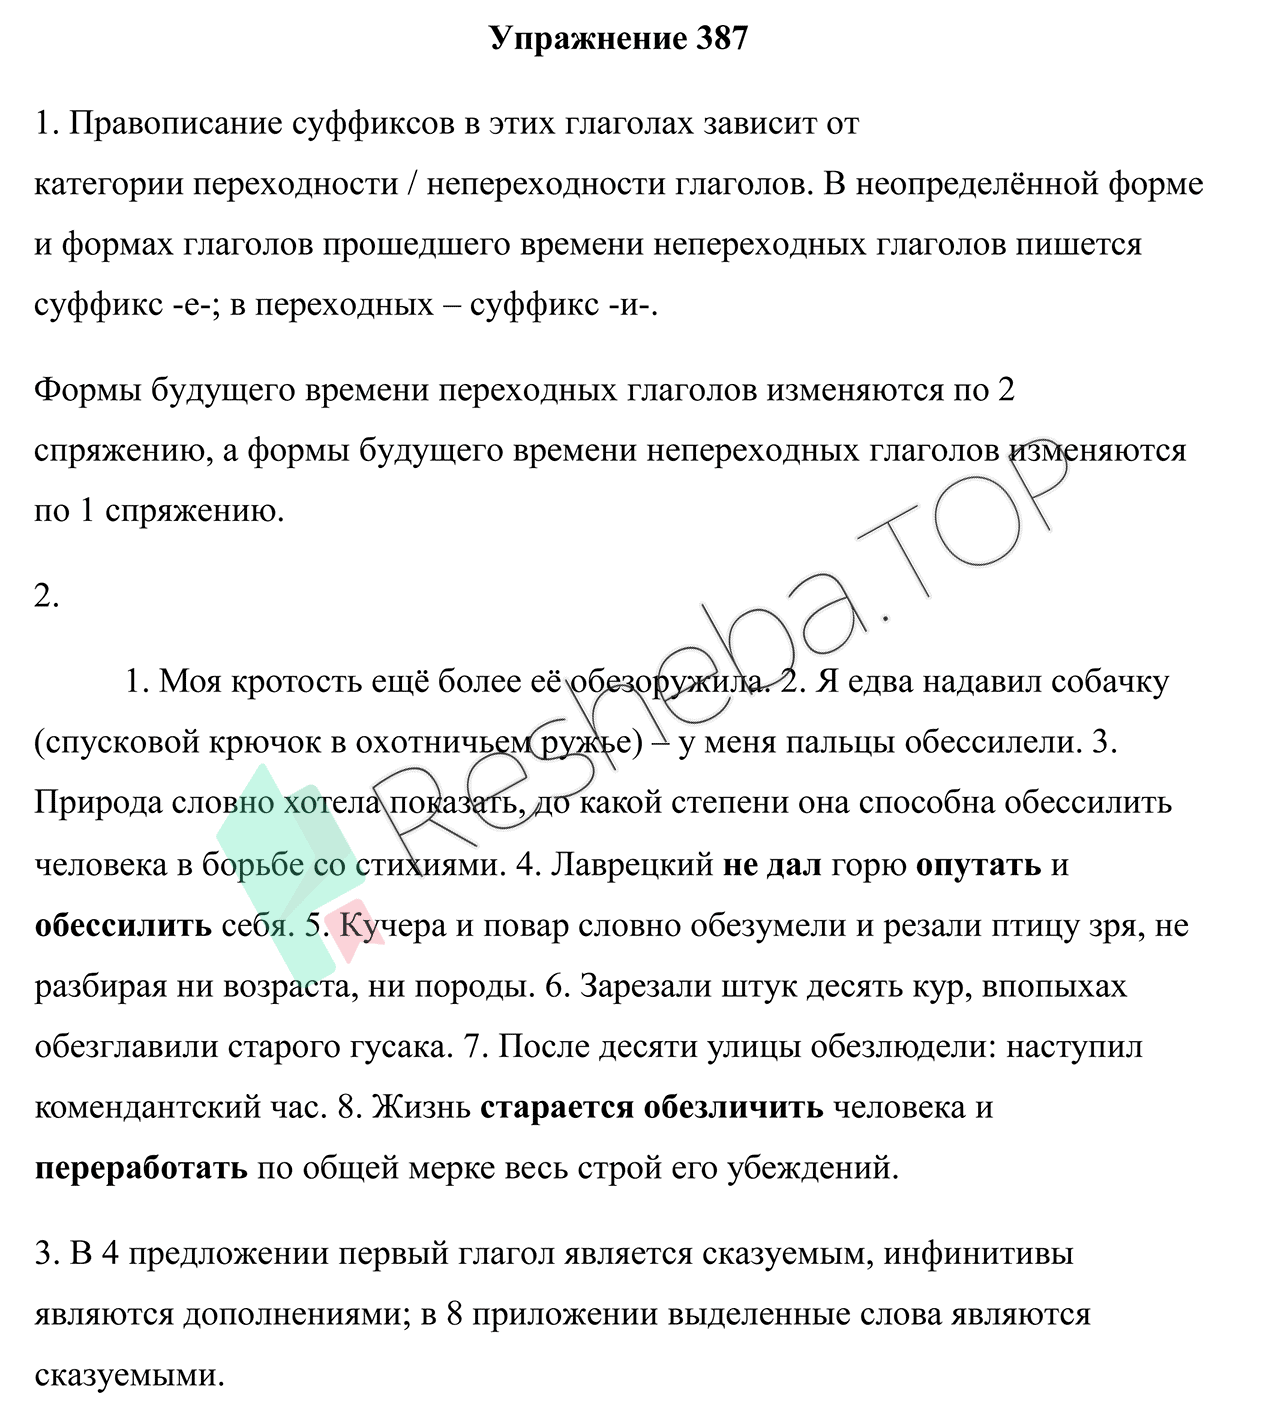 Упражнение 387
1. Правописание суффиксов в этих глаголах зависит от
категории переходности / непереходности глаголов. В неопределённой форме
и формах глаголов прошедшего времени непереходных глаголов пишется
суффикс -е-; в переходных – суффикс -и-.
Формы будущего времени переходных глаголов изменяются по 2
спряжению, а формы будущего времени непереходных глаголов изменяются
по 1 спряжению.
2.
1. Моя кротость ещё более её обезоружила. 2. Я едва надавил собачку
(спусковой крючок в охотничьем ружье) – у меня пальцы обессилели. 3.
Природа словно хотела показать, до какой степени она способна обессилить
человека в борьбе со стихиями. 4. Лаврецкий не дал горю опутать и
обессилить себя. 5. Кучера и повар словно обезумели и резали птицу зря, не
разбирая ни возраста, ни породы. 6. Зарезали штук десять кур, впопыхах
обезглавили старого гусака. 7. После десяти улицы обезлюдели: наступил
комендантский час. 8. Жизнь старается обезличить человека и
переработать по общей мерке весь строй его убеждений.
3. В 4 предложении первый глагол является сказуемым, инфинитивы
являются дополнениями; в 8 приложении выделенные слова являются
сказуемыми.
Resheba.TOP